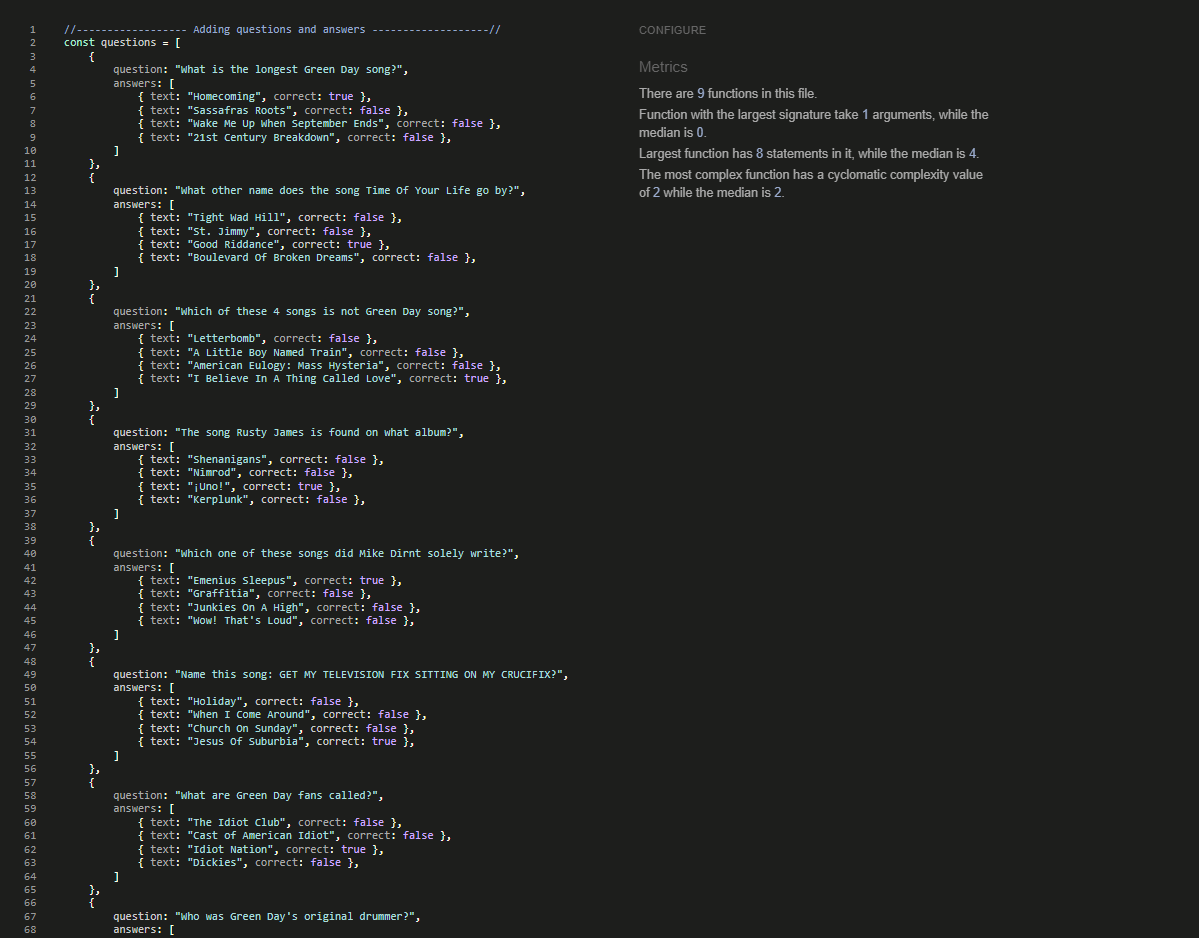 1 //------------------ Adding questions and answers -------------------//
2 const questions = [
3 {
4 question: "What is the longest Green Day song?",
5 answers: [
6 { text: "Homecoming", correct: true },
7 { text: "Sassafras Roots", correct: false },
8 { text: "Wake Me Up When September Ends", correct: false },
9 { text: "21st Century Breakdown", correct: false },
10 ]
11 },
12 {
13 question: "What other name does the song Time Of Your Life go by?",
14 answers: [
15 { text: "Tight Wad Hill", correct: false },
16 { text: "St. Jimmy", correct: false },
17 { text: "Good Riddance", correct: true },
18 { text: "Boulevard Of Broken Dreams", correct: false },
19 ]
20 },
21 {
22 question: "Which of these 4 songs is not Green Day song?",
23 answers: [
24 { text: "Letterbomb", correct: false },
25 { text: "A Little Boy Named Train", correct: false },
26 { text: "American Eulogy: Mass Hysteria", correct: false },
27 { text: "I Believe In A Thing Called Love", correct: true },
28 ]
29 },
30 {
31 question: "The song Rusty James is found on what album?",
32 answers: [
33 { text: "Shenanigans", correct: false },
34 { text: "Nimrod", correct: false },
35 { text: "¡Uno!", correct: true },
36 { text: "Kerplunk", correct: false },
37 ]
38 },
39 {
40 question: "Which one of these songs did Mike Dirnt solely write?",
41 answers: [
42 { text: "Emenius Sleepus", correct: true },
43 { text: "Graffitia", correct: false },
44 { text: "Junkies On A High", correct: false },
45 { text: "Wow! That's Loud", correct: false },
46 ]
47 },
48 {
49 question: "Name this song: GET MY TELEVISION FIX SITTING ON MY CRUCIFIX?",
50 answers: [
51 { text: "Holiday", correct: false },
52 { text: "When I Come Around", correct: false },
53 { text: "Church On Sunday", correct: false },
54 { text: "Jesus Of Suburbia", correct: true },
55 ]
56 },
57 {
58 question: "What are Green Day fans called?",
59 answers: [
60 { text: "The Idiot Club", correct: false },
61 { text: "Cast of American Idiot", correct: false },
62 { text: "Idiot Nation", correct: true },
63 { text: "Dickies", correct: false },
64 ]
65 },
66 {
67 question: "Who was Green Day's original drummer?",
68 answers: [
CONFIGURE
Metrics
There are 9 functions in this file.
Function with the largest signature take 1 arguments, while the
median is 0.
Largest function has 8 statements in it, while the median is 4.
The most complex function has a cyclomatic complexity value
of 2 while the median is 2.